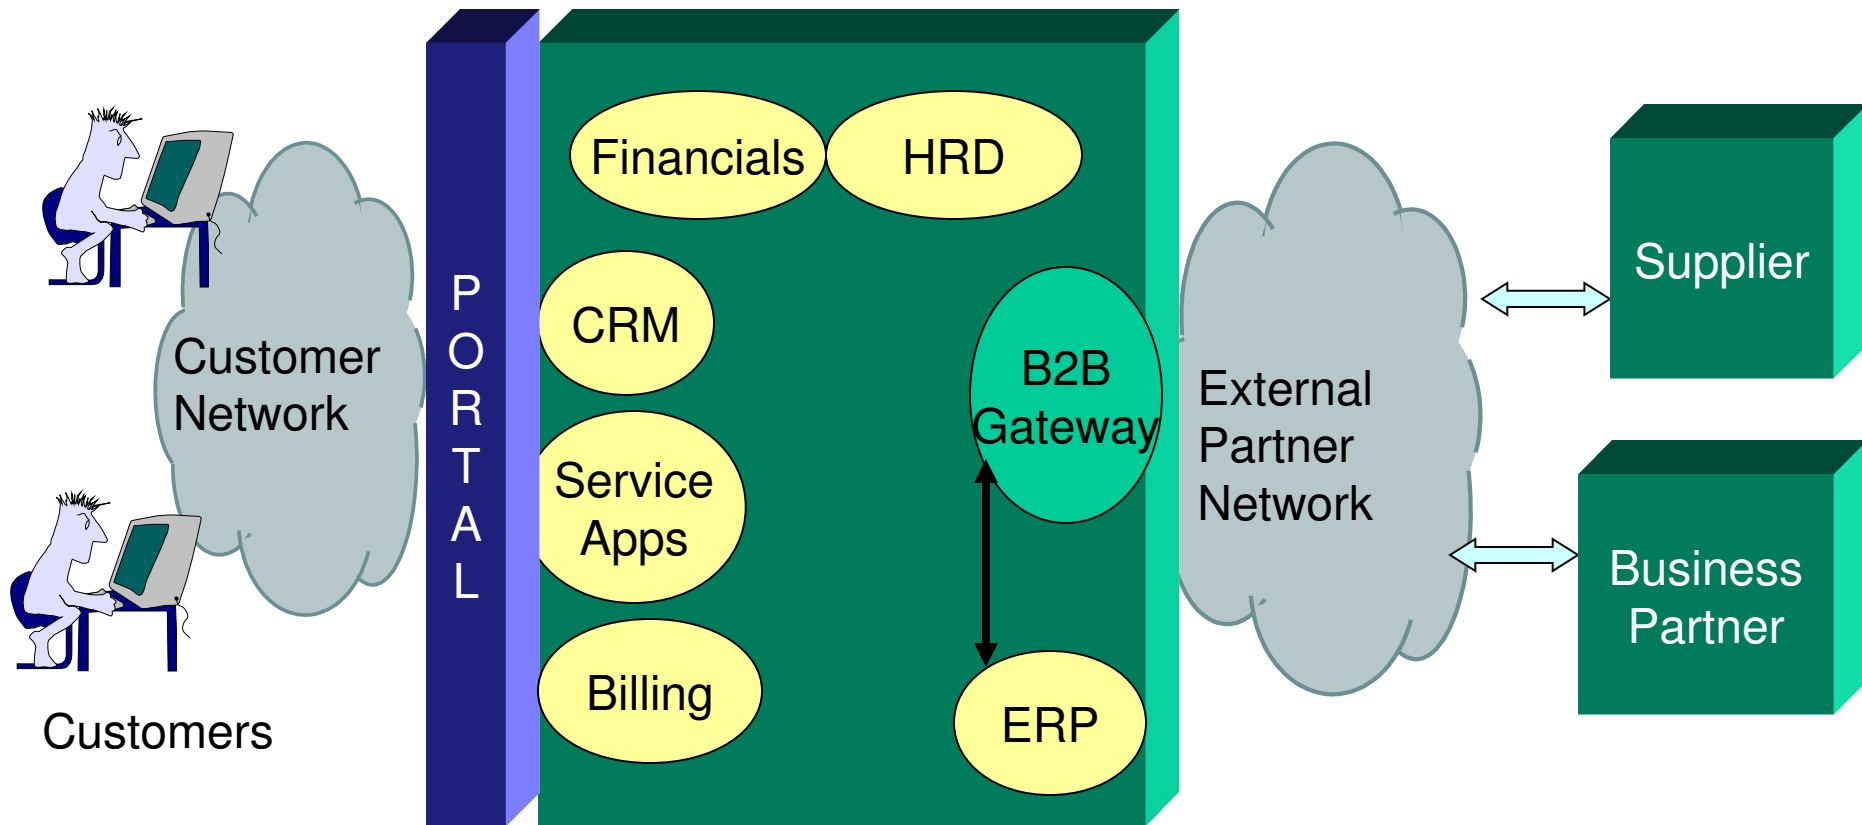 Financials
HRD
CRM
Service
Apps
Billing
B2B
Gateway
ERP
P
O
R
T
A
L
Customer
Network
Customers
External
Partner
Network
Supplier
Business
Partner